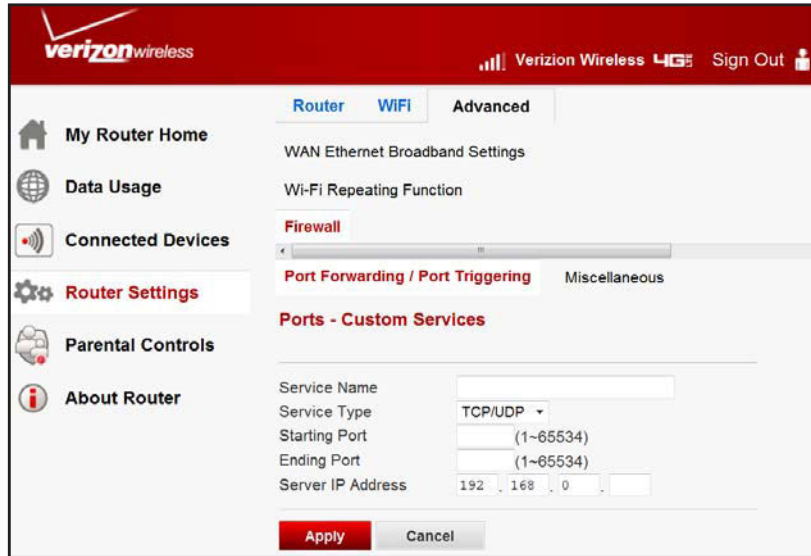 verizonwireless
Verizion Wireless 4G LTE Sign Out
My Router Home
Data Usage
Connected Devices
Router Settings
Parental Controls
About Router
Router WiFi Advanced
WAN Ethernet Broadband Settings
Wi-Fi Repeating Function
Firewall
Port Forwarding / Port Triggering Miscellaneous
Ports - Custom Services
Service Name
Service Type TCP/UDP
Starting Port (1~65534)
Ending Port (1~65534)
Server IP Address 192 . 168 . 0 .
Apply Cancel